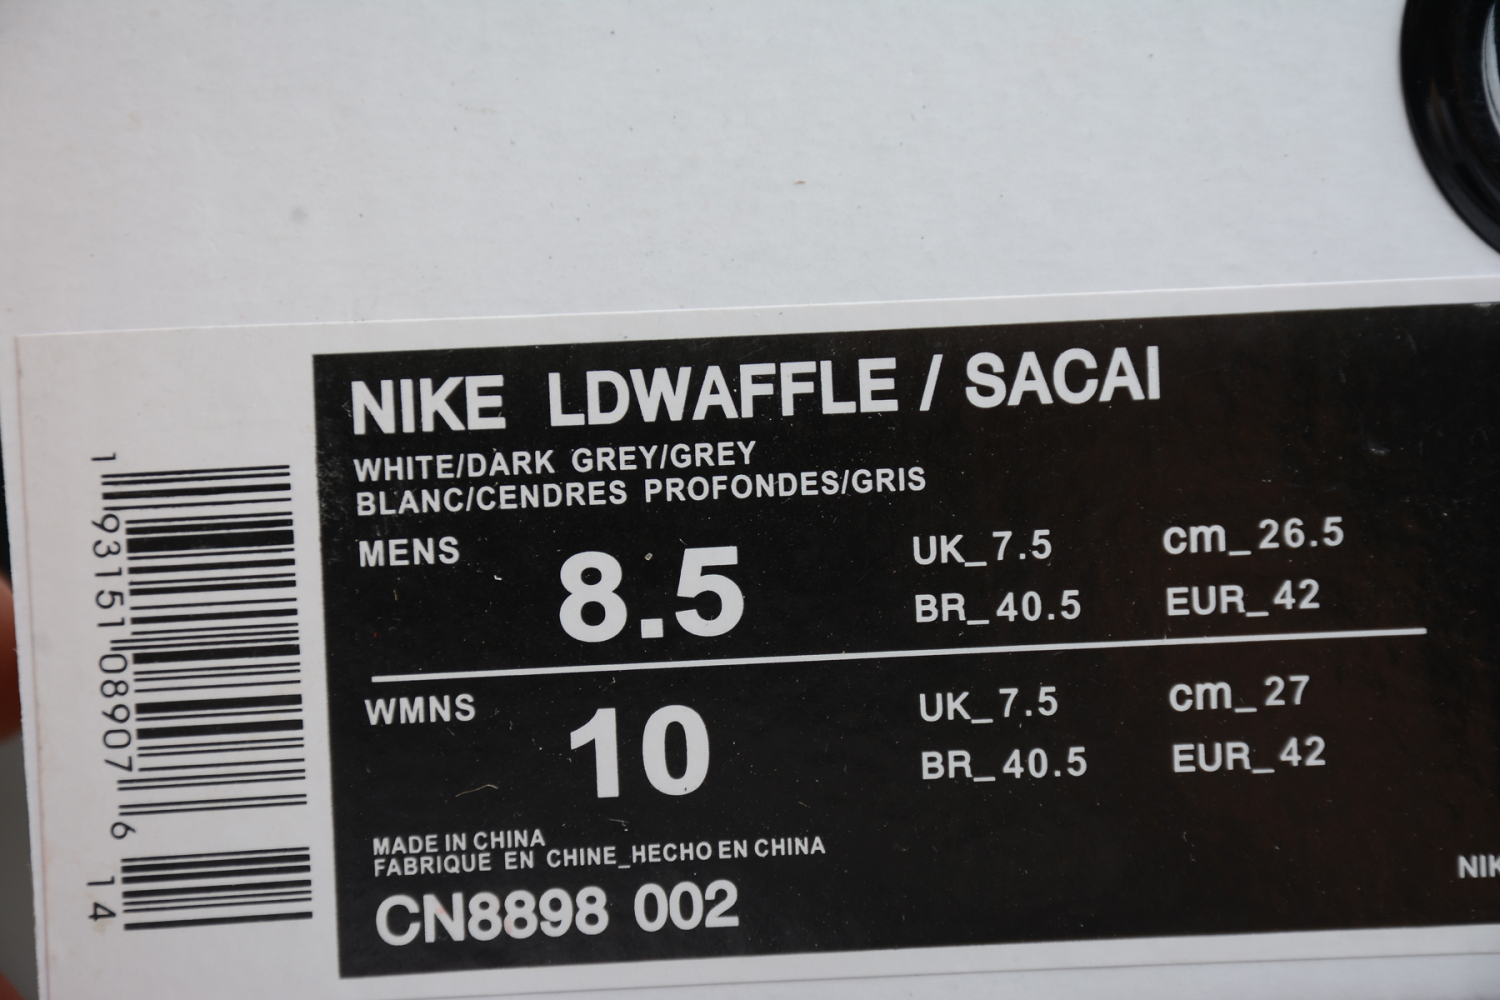 NIKE LDWAFFLE / SACAI
WHITE/DARK GREY/GREY
BLANC/CENDRES PROFONDES/GRIS
MENS 8.5 UK_7.5 cm_26.5
BR_40.5 EUR_42
WMNS 10 UK_7.5 cm_27
BR_40.5 EUR_42
MADE IN CHINA
FABRIQUE EN CHINE_HECHO EN CHINA
CN8898 002
NIK
1 93151 08907 6 14